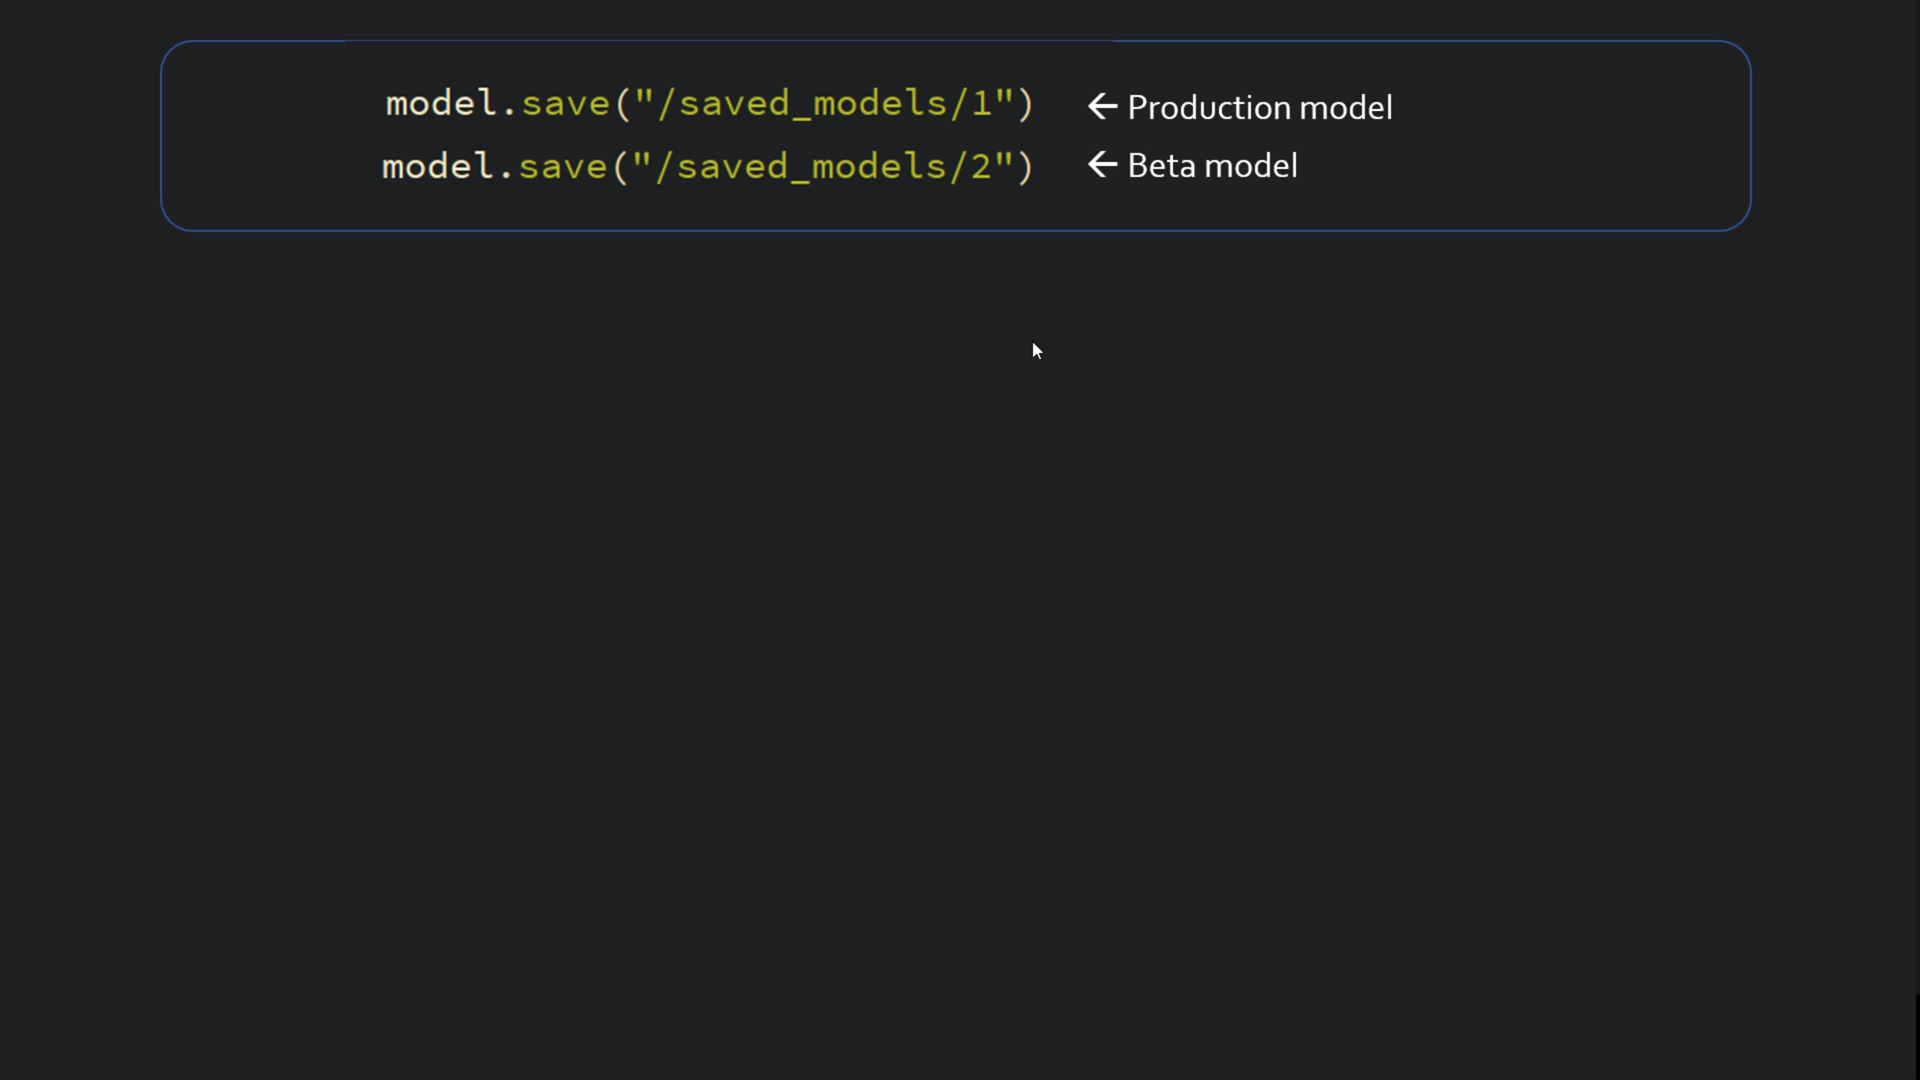 model.save("/saved_models/1") ← Production model
model.save("/saved_models/2") ← Beta model